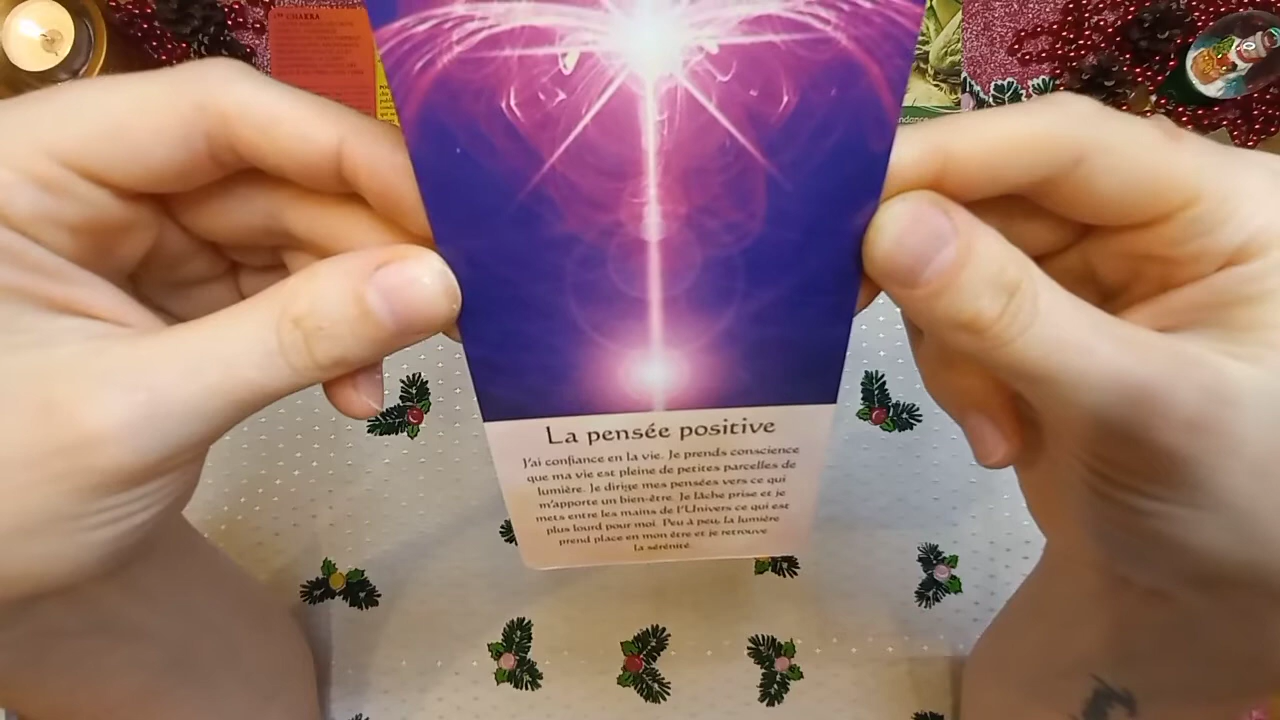 1er CHAKRA
ndance
La pensée positive
J'ai confiance en la vie. Je prends conscience
que ma vie est pleine de petites parcelles de
lumière. Je dirige mes pensées vers ce qui
m'apporte un bien-être. Je lâche prise et je
mets entre les mains de l'Univers ce qui est
plus lourd pour moi. Peu à peu, la lumière
prend place en mon être et je retrouve
la sérénité.